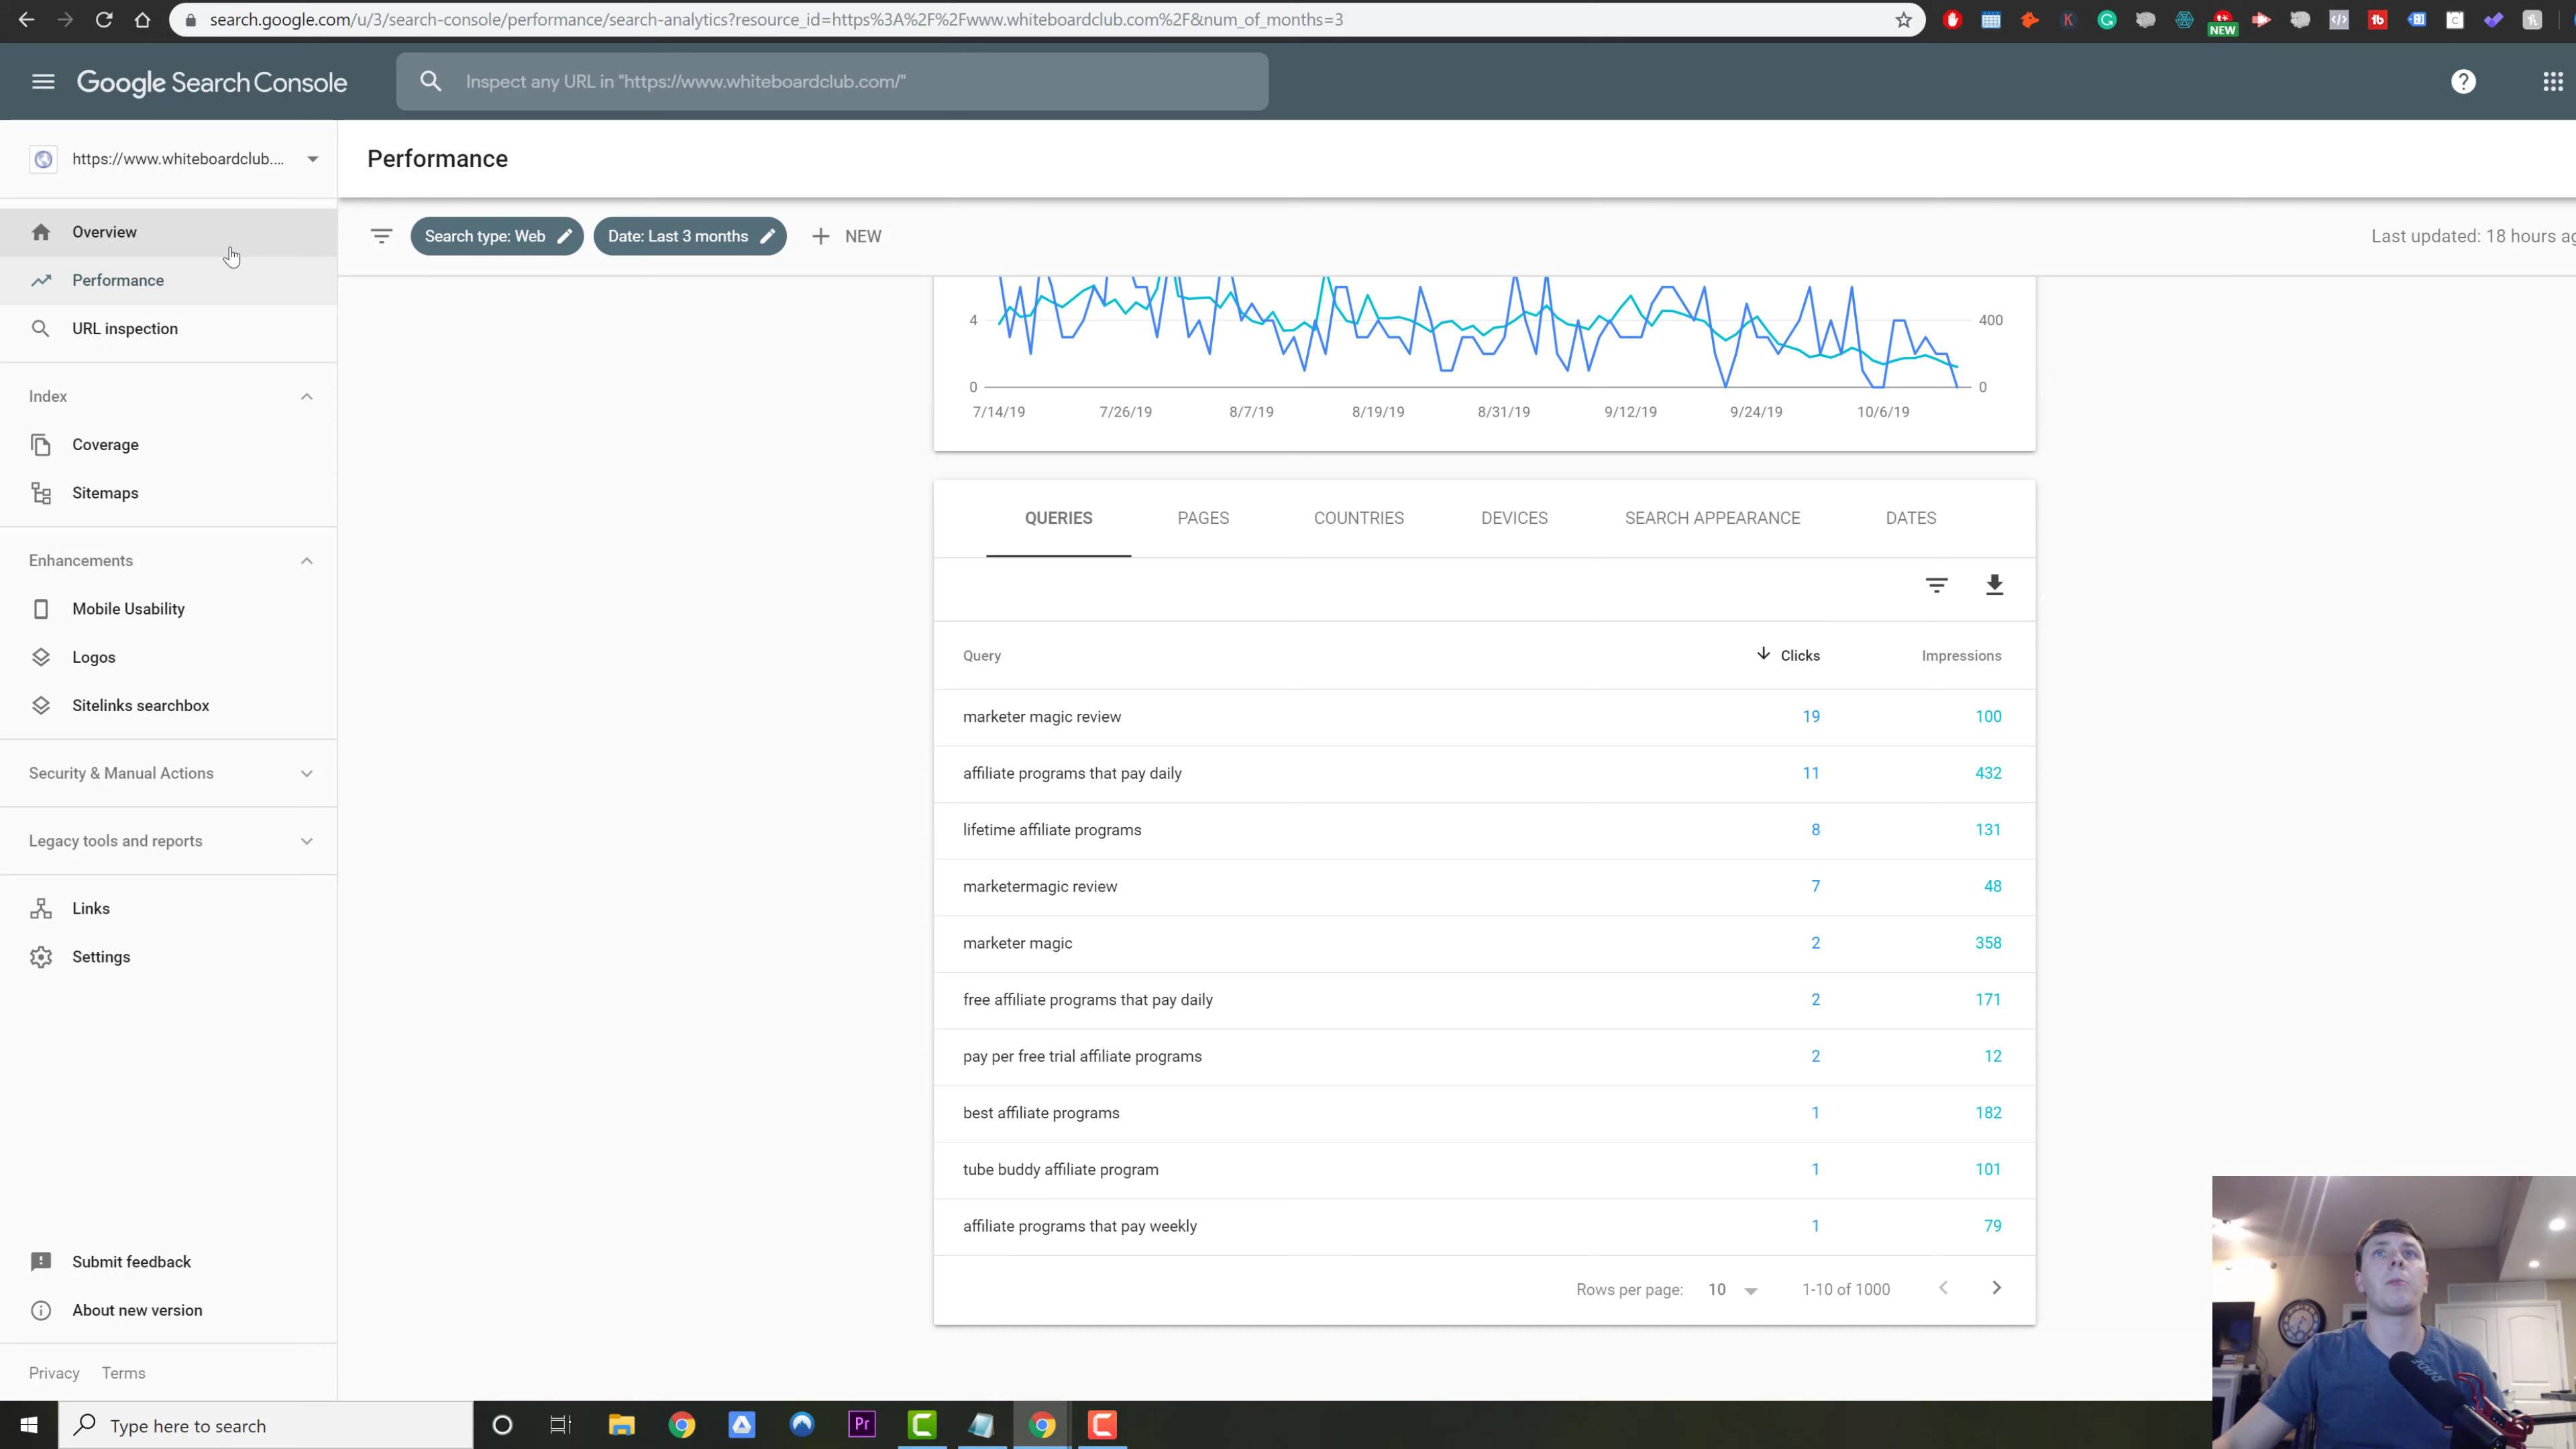 search.google.com/u/3/search-console/performance/search-analytics?resource_id=https%3A%2F%2Fwww.whiteboardclub.com%2F&num_of_months=3
NEW
Google Search Console
Inspect any URL in "https://www.whiteboardclub.com/"
https://www.whiteboardclub....
Performance
Overview
Search type: Web
Date: Last 3 months
NEW
Last updated: 18 hours ag
Performance
URL inspection
4
400
0
0
7/14/19 7/26/19 8/7/19 8/19/19 8/31/19 9/12/19 9/24/19 10/6/19
Index
Coverage
Sitemaps
Enhancements
Mobile Usability
Logos
Sitelinks searchbox
Security & Manual Actions
Legacy tools and reports
Links
Settings
Submit feedback
About new version
Privacy Terms
QUERIES PAGES COUNTRIES DEVICES SEARCH APPEARANCE DATES
Query Clicks Impressions
marketer magic review 19 100
affiliate programs that pay daily 11 432
lifetime affiliate programs 8 131
marketermagic review 7 48
marketer magic 2 358
free affiliate programs that pay daily 2 171
pay per free trial affiliate programs 2 12
best affiliate programs 1 182
tube buddy affiliate program 1 101
affiliate programs that pay weekly 1 79
Rows per page: 10 1-10 of 1000
Type here to search
Pr